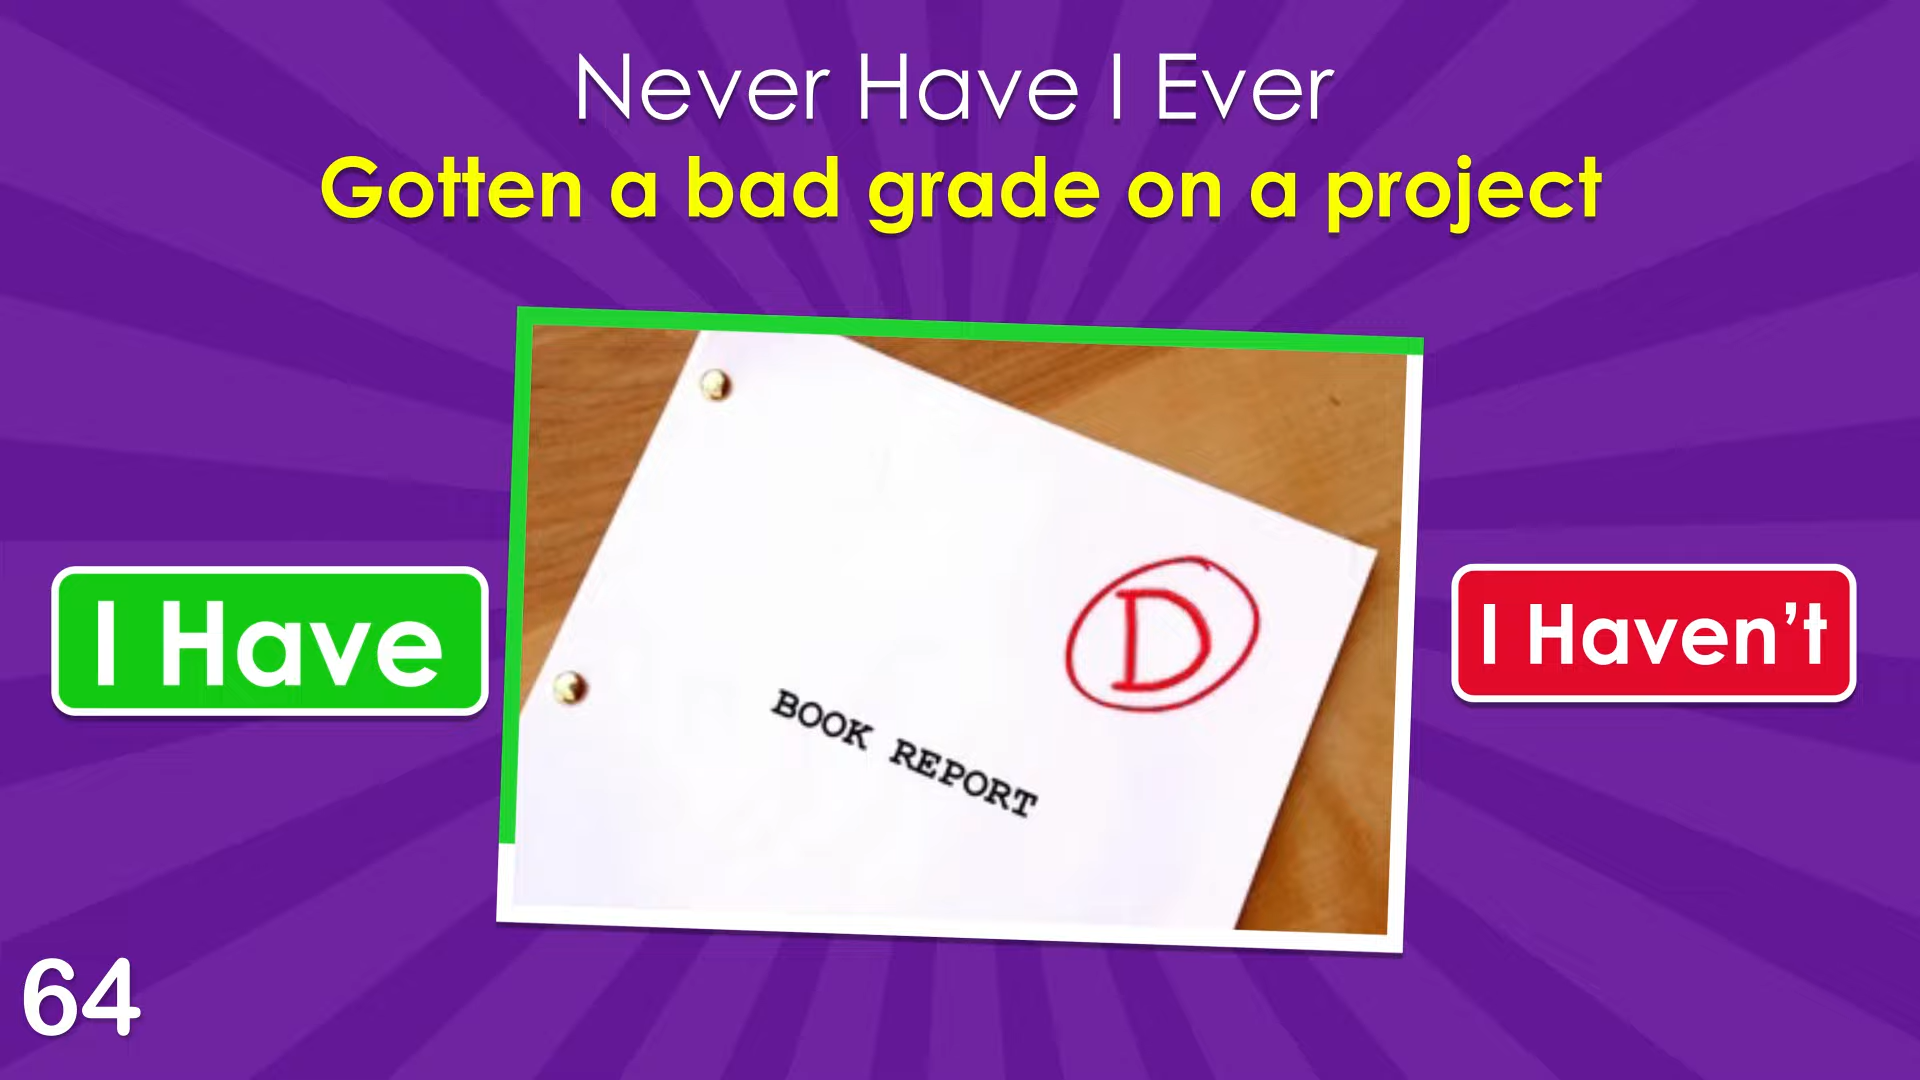 Never Have I Ever
Gotten a bad grade on a project
I Have
D
BOOK REPORT
I Haven’t
64